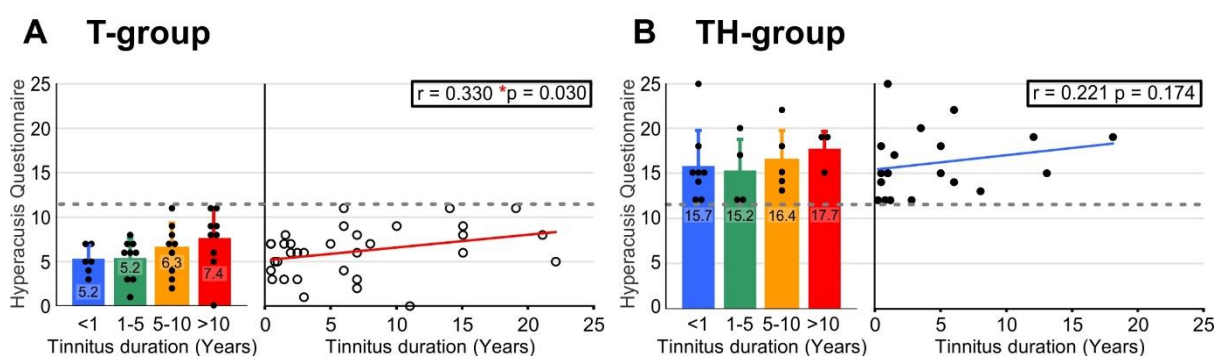 A T-group
Hyperacusis Questionnaire
25
20
15
10
5
0
5.2
5.2
6.3
7.4
<1 1-5 5-10 >10
Tinnitus duration (Years)
r = 0.330 *p = 0.030
0 5 10 15 20 25
Tinnitus duration (Years)
B TH-group
Hyperacusis Questionnaire
25
20
15
10
5
0
15.7
15.2
16.4
17.7
<1 1-5 5-10 >10
Tinnitus duration (Years)
r = 0.221 p = 0.174
0 5 10 15 20 25
Tinnitus duration (Years)